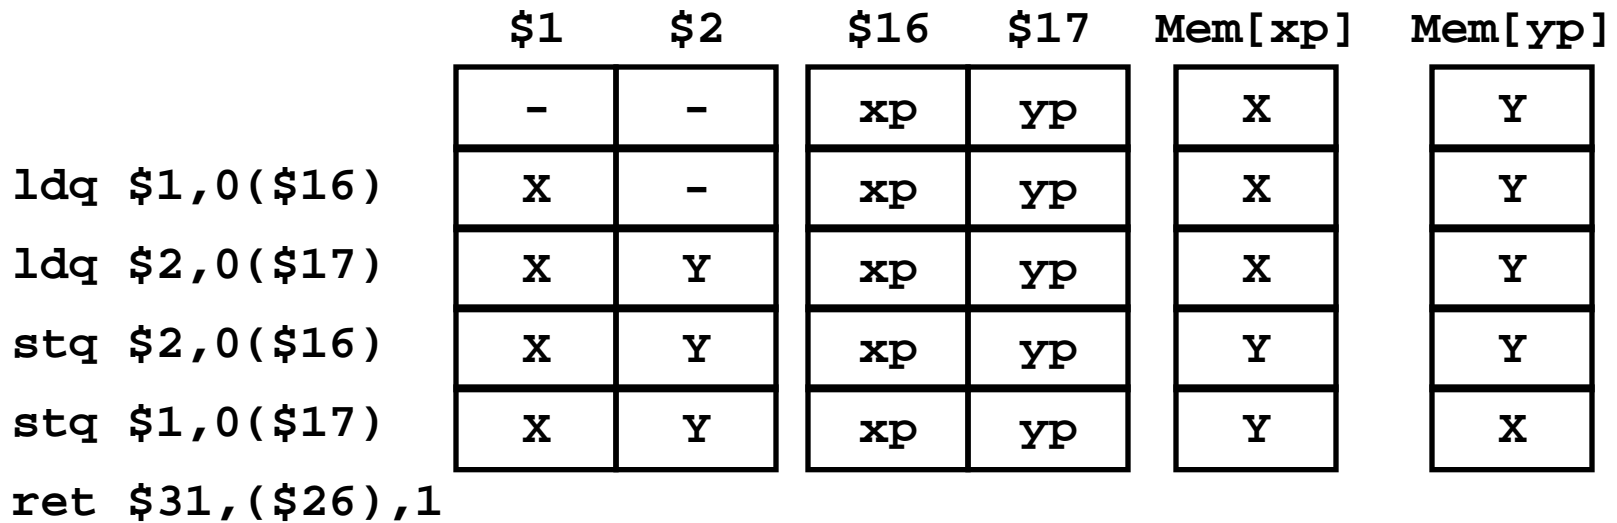 $1 $2 $16 $17 Mem[xp] Mem[yp]
- - xp yp X Y
ldq $1,0($16) X - xp yp X Y
ldq $2,0($17) X Y xp yp X Y
stq $2,0($16) X Y xp yp Y Y
stq $1,0($17) X Y xp yp Y X
ret $31,($26),1